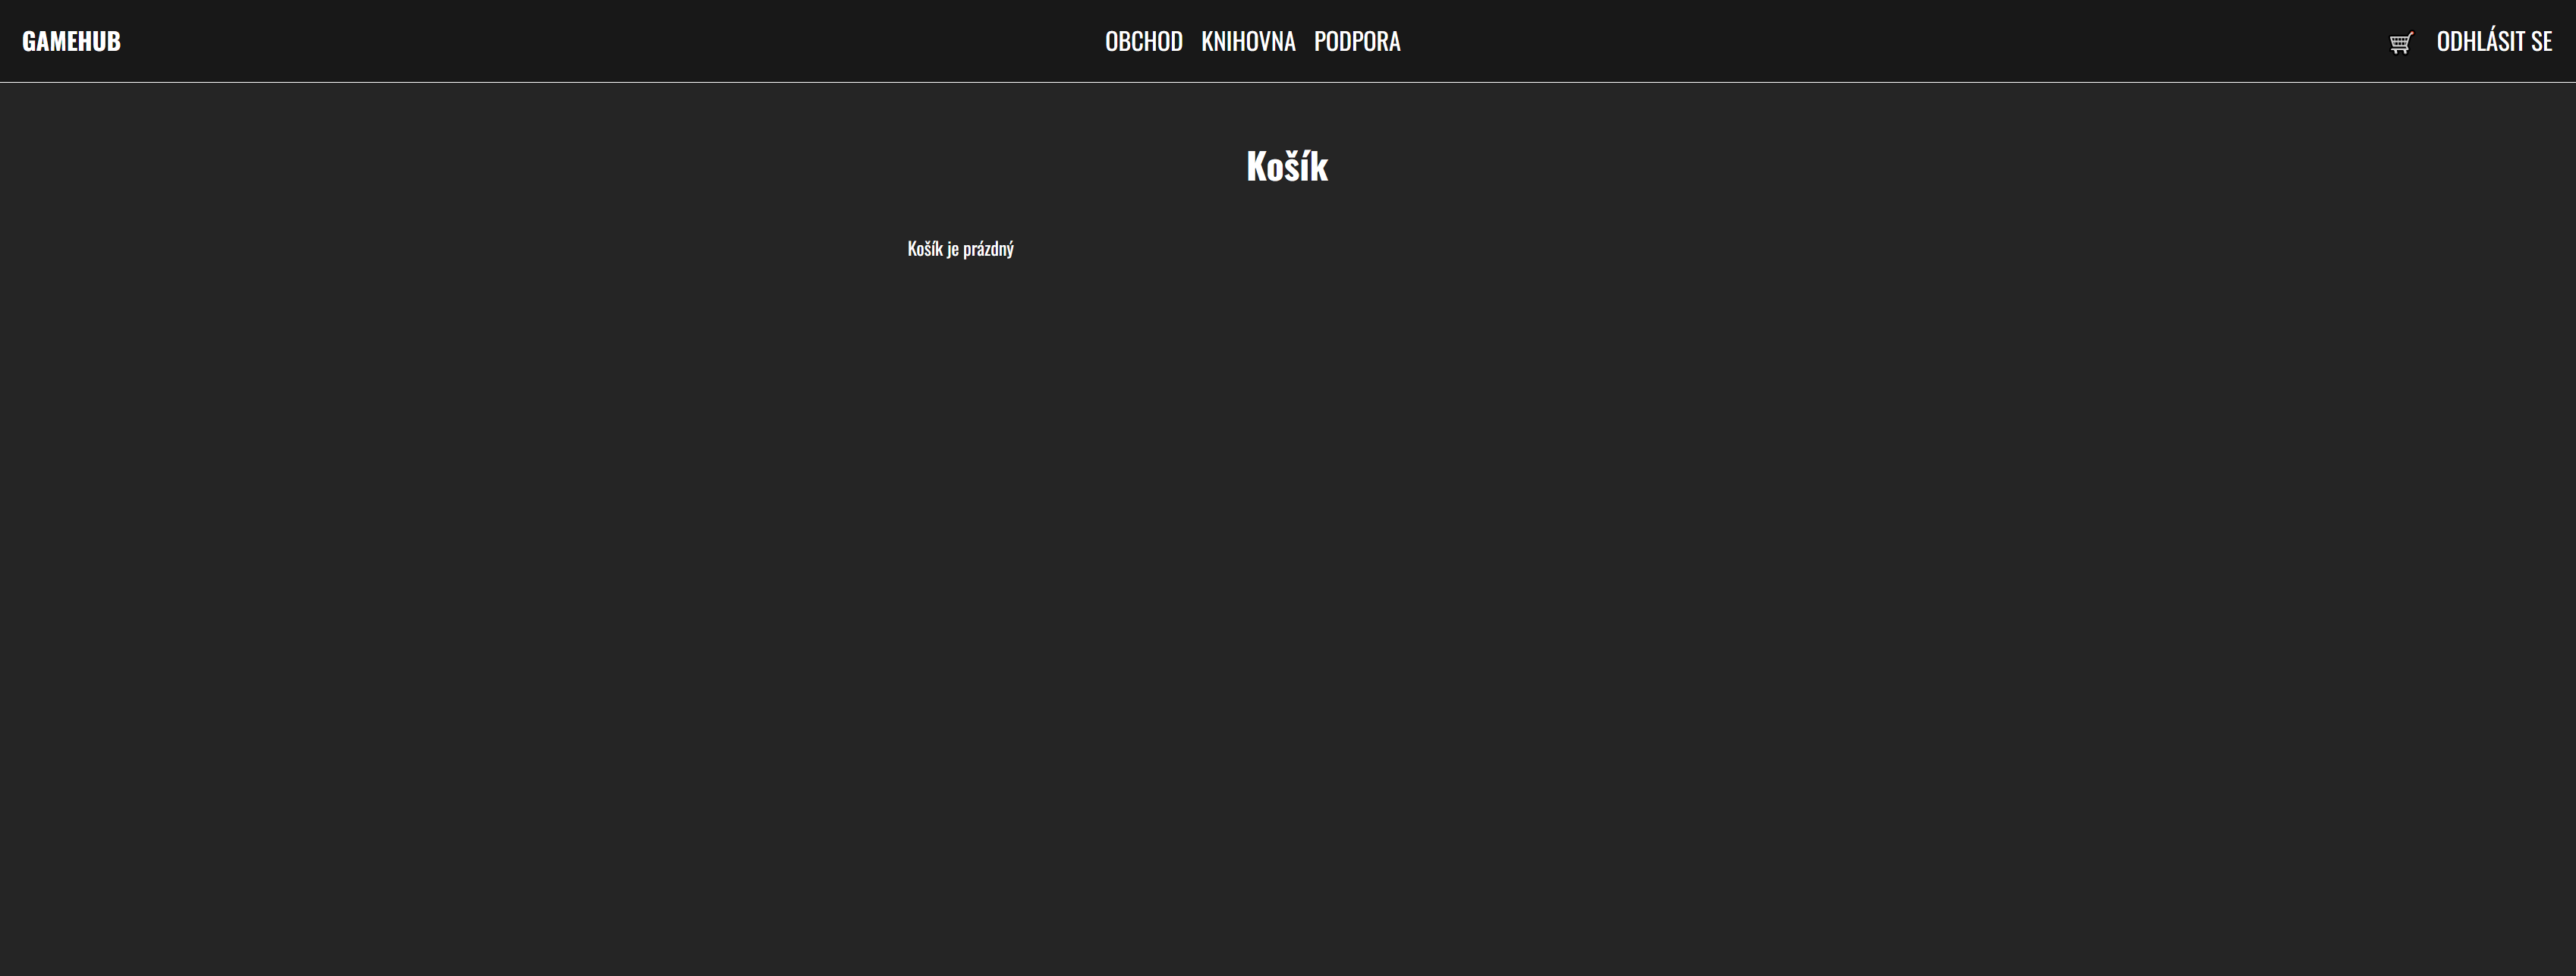 GAMEHUB
OBCHOD KNIHOVNA PODPORA
ODHLÁSIT SE
Košík
Košík je prázdný